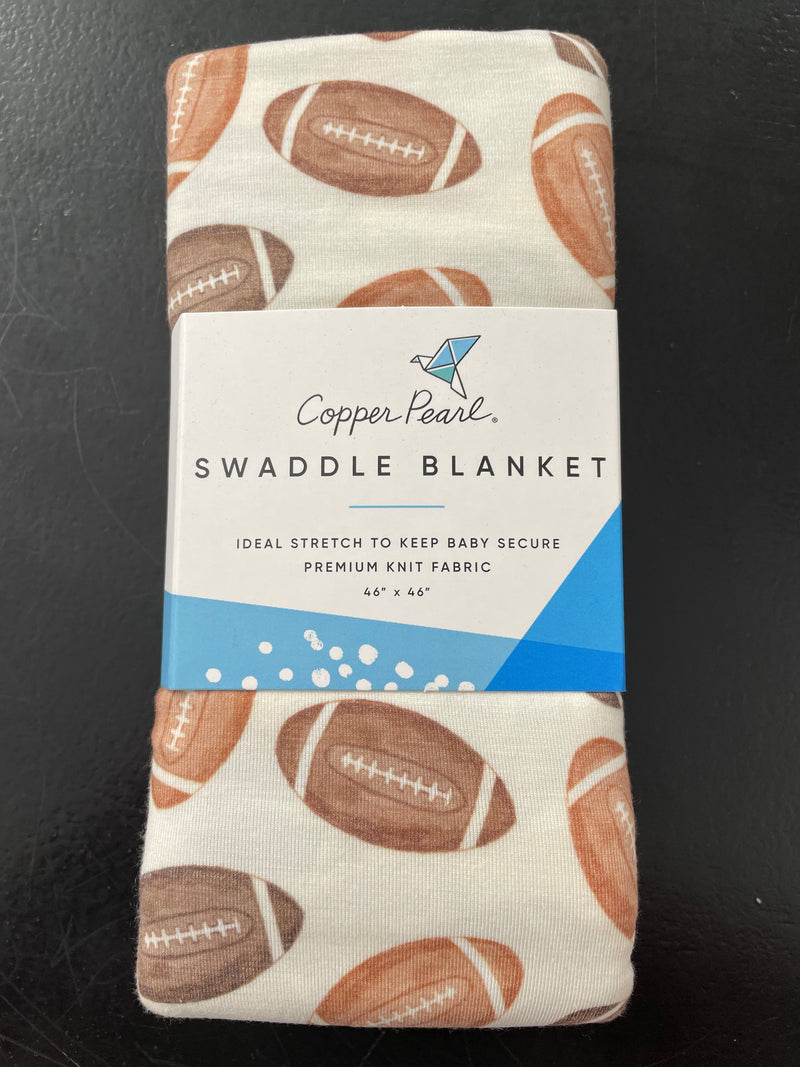 Copper Pearl®
SWADDLE BLANKET
IDEAL STRETCH TO KEEP BABY SECURE
PREMIUM KNIT FABRIC
46" x 46"